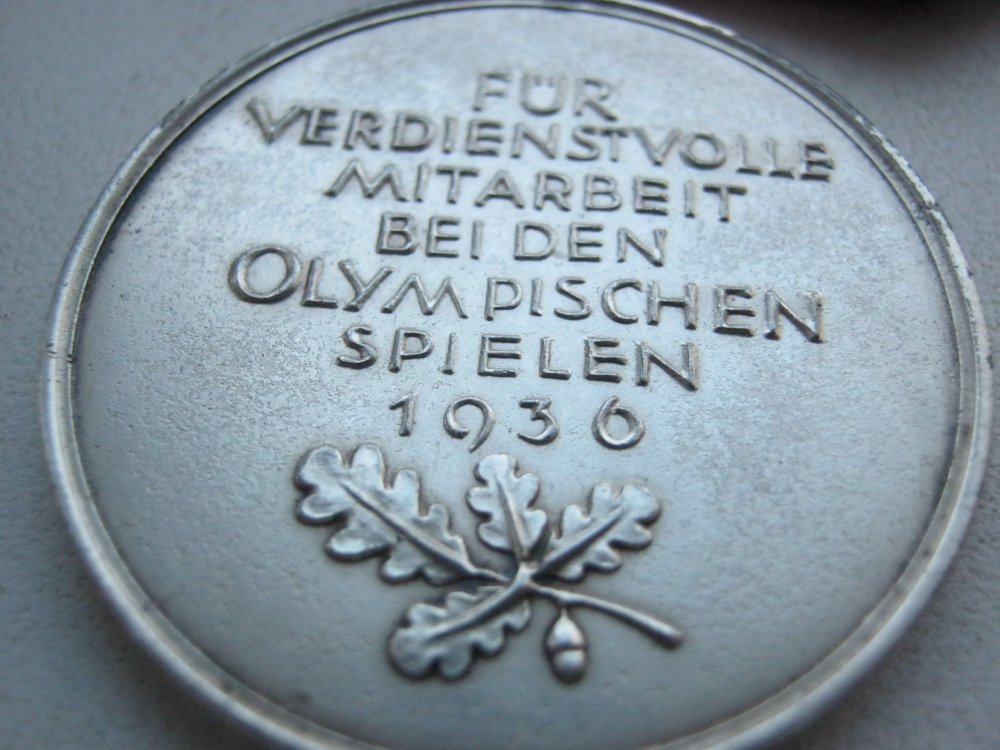 FÜR
VERDIENSTVOLLE
MITARBEIT
BEI DEN
OLYMPISCHEN
SPIELEN
1936